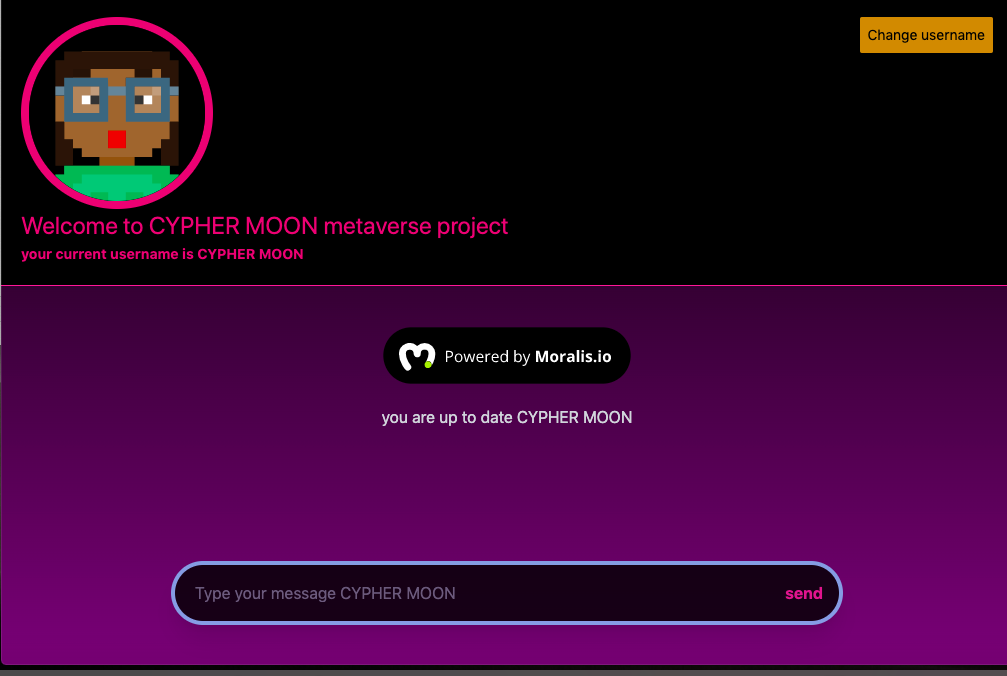 Change username
Welcome to CYPHER MOON metaverse project
your current username is CYPHER MOON
Powered by Moralis.io
you are up to date CYPHER MOON
Type your message CYPHER MOON
send